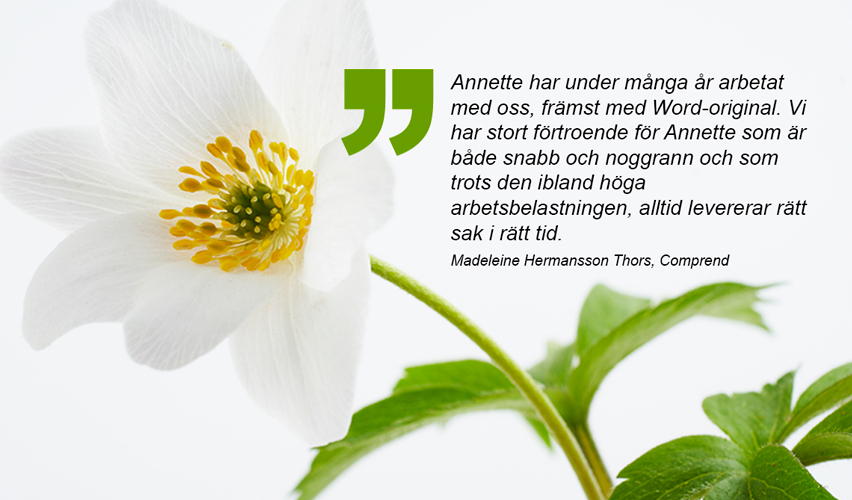 Annette har under många år arbetat
med oss, främst med Word-original. Vi
har stort förtroende för Annette som är
både snabb och noggrann och som
trots den ibland höga
arbetsbelastningen, alltid levererar rätt
sak i rätt tid.
Madeleine Hermansson Thors, Comprend